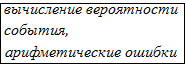 вычисление вероятности
события,
арифметические ошибки